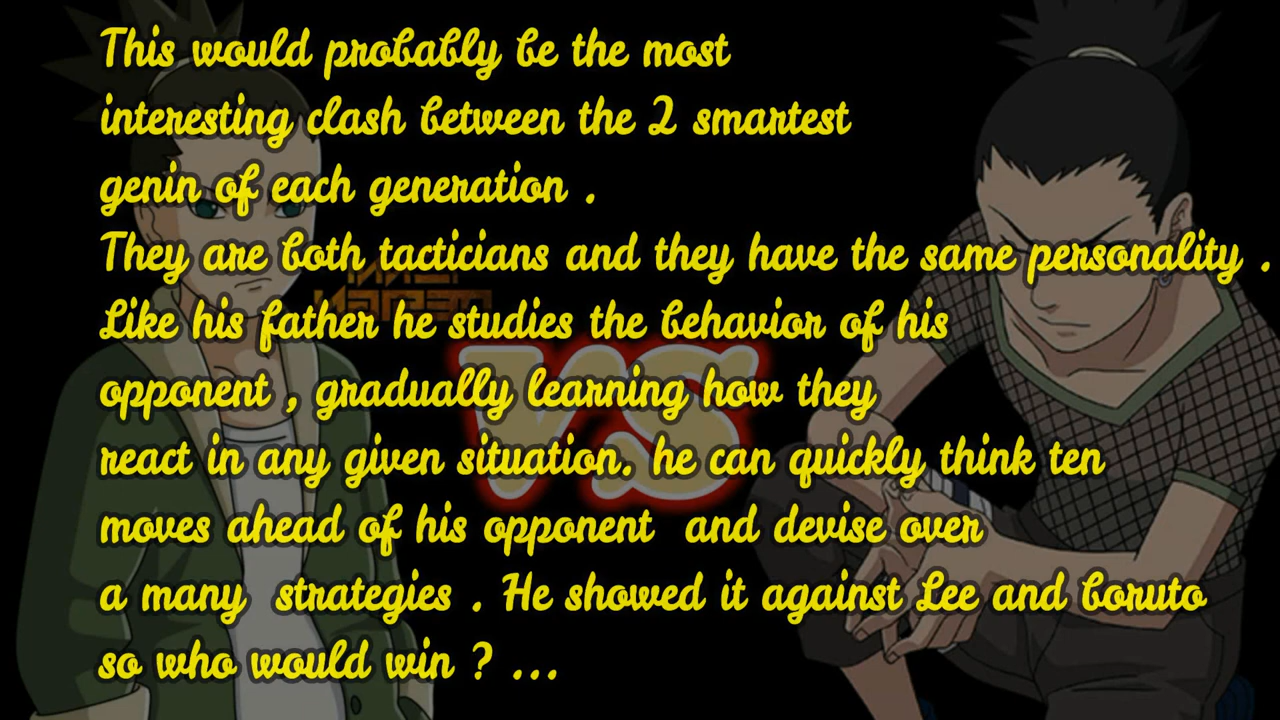 This would probably be the most
interesting clash between the 2 smartest
genin of each generation .
They are both tacticians and they have the same personality .
Like his father he studies the behavior of his
opponent , gradually learning how they
react in any given situation. he can quickly think ten
moves ahead of his opponent  and devise over
a many  strategies . He showed it against Lee and boruto
so who would win ? ...
VS